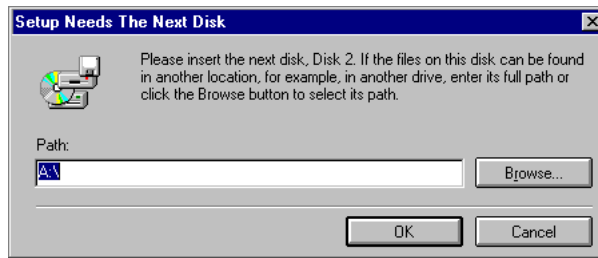 Setup Needs The Next Disk
Please insert the next disk, Disk 2. If the files on this disk can be found
in another location, for example, in another drive, enter its full path or
click the Browse button to select its path.
Path:
A:\
Browse...
OK
Cancel